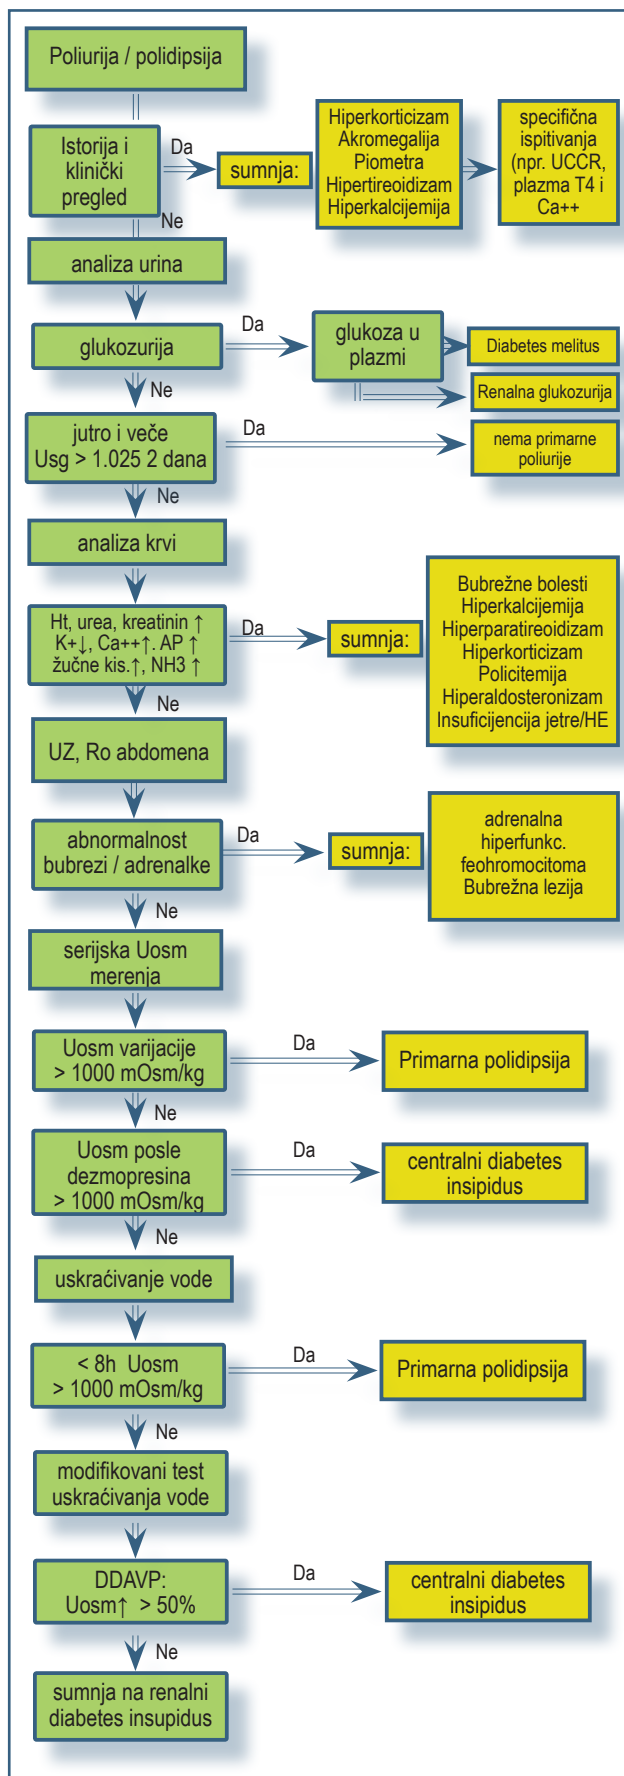 Poliurija / polidipsija
Istorija i
klinički
pregled
Da
sumnja:
Hiperkorticizam
Akromegalija
Piometra
Hipertireoidizam
Hiperkalcijemija
specifična
ispitivanja
(npr. UCCR,
plazma T4 i
Ca++
Ne
analiza urina
glukozurija
Da
glukoza u
plazmi
Diabetes melitus
Renalna glukozurija
Ne
jutro i veče
Usg > 1.025 2 dana
Da
nema primarne
poliurije
Ne
analiza krvi
Ht, urea, kreatinin ↑
K+↓, Ca++↑. AP ↑
žučne kis.↑, NH3 ↑
Da
sumnja:
Bubrežne bolesti
Hiperkalcijemija
Hiperparatireoidizam
Hiperkorticizam
Policitemija
Hiperaldosteronizam
Insuficijencija jetre/HE
Ne
UZ, Ro abdomena
abnormalnost
bubrezi / adrenalke
Da
sumnja:
adrenalna
hiperfunkc.
feohromocitoma
Bubrežna lezija
Ne
serijska Uosm
merenja
Uosm varijacije
> 1000 mOsm/kg
Da
Primarna polidipsija
Ne
Uosm posle
dezmopresina
> 1000 mOsm/kg
Da
centralni diabetes
insipidus
Ne
uskraćivanje vode
< 8h Uosm
> 1000 mOsm/kg
Da
Primarna polidipsija
Ne
modifikovani test
uskraćivanja vode
DDAVP:
Uosm↑ > 50%
Da
centralni diabetes
insipidus
Ne
sumnja na renalni
diabetes insupidus